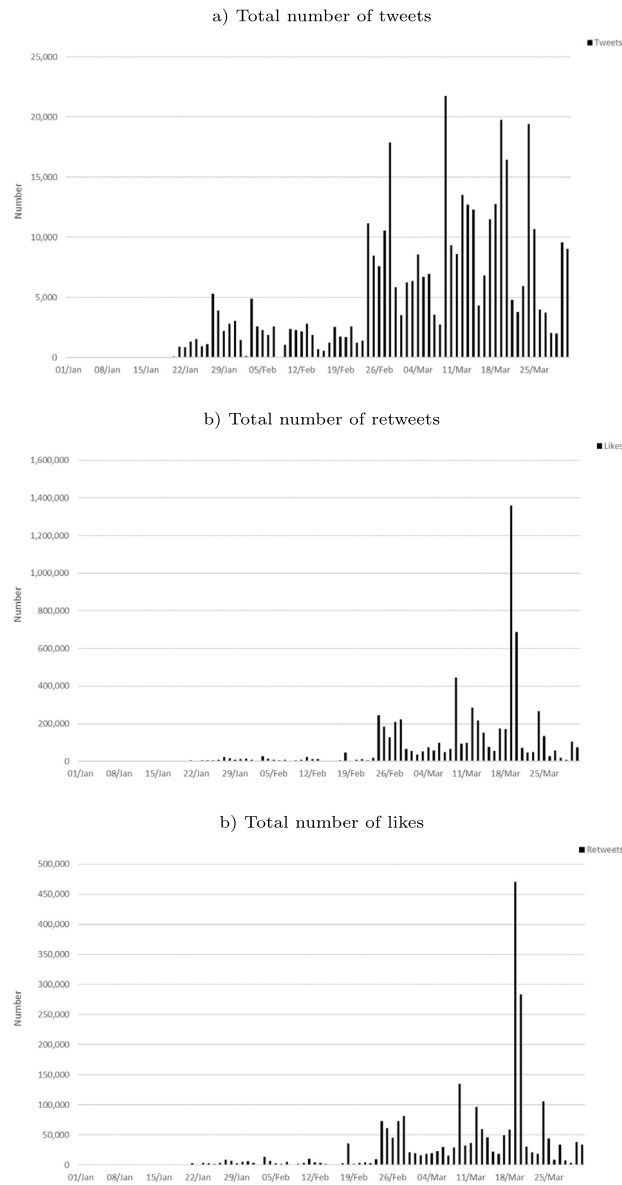 a) Total number of tweets
Tweets
25,000
20,000
15,000
10,000
5,000
0
Number
01/Jan 08/Jan 15/Jan 22/Jan 29/Jan 05/Feb 12/Feb 19/Feb 26/Feb 04/Mar 11/Mar 18/Mar 25/Mar
b) Total number of retweets
Likes
1,600,000
1,400,000
1,200,000
1,000,000
800,000
600,000
400,000
200,000
0
Number
01/Jan 08/Jan 15/Jan 22/Jan 29/Jan 05/Feb 12/Feb 19/Feb 26/Feb 04/Mar 11/Mar 18/Mar 25/Mar
b) Total number of likes
Retweets
500,000
450,000
400,000
350,000
300,000
250,000
200,000
150,000
100,000
50,000
0
Number
01/Jan 08/Jan 15/Jan 22/Jan 29/Jan 05/Feb 12/Feb 19/Feb 26/Feb 04/Mar 11/Mar 18/Mar 25/Mar